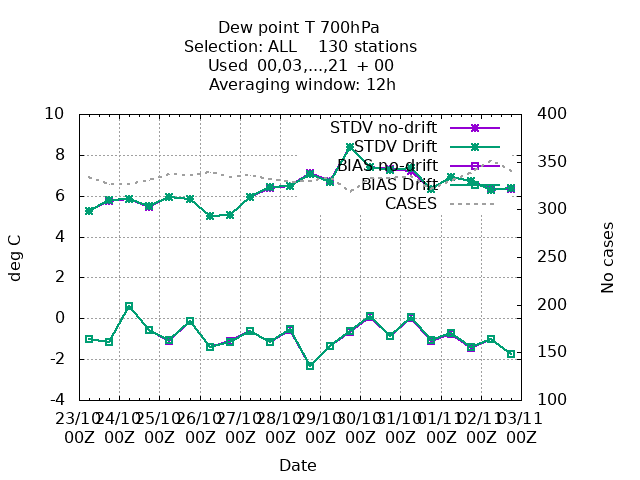 Dew point T 700hPa
Selection: ALL    130 stations
Used  00,03,...,21  + 00
Averaging window: 12h
10
8
6
4
2
0
-2
-4
deg C
400
350
300
250
200
150
100
No cases
STDV no-drift
STDV Drift
BIAS no-drift
BIAS Drift
CASES
23/10 24/10 25/10 26/10 27/10 28/10 29/10 30/10 31/10 01/11 02/11 03/11
00Z 00Z 00Z 00Z 00Z 00Z 00Z 00Z 00Z 00Z 00Z 00Z
Date